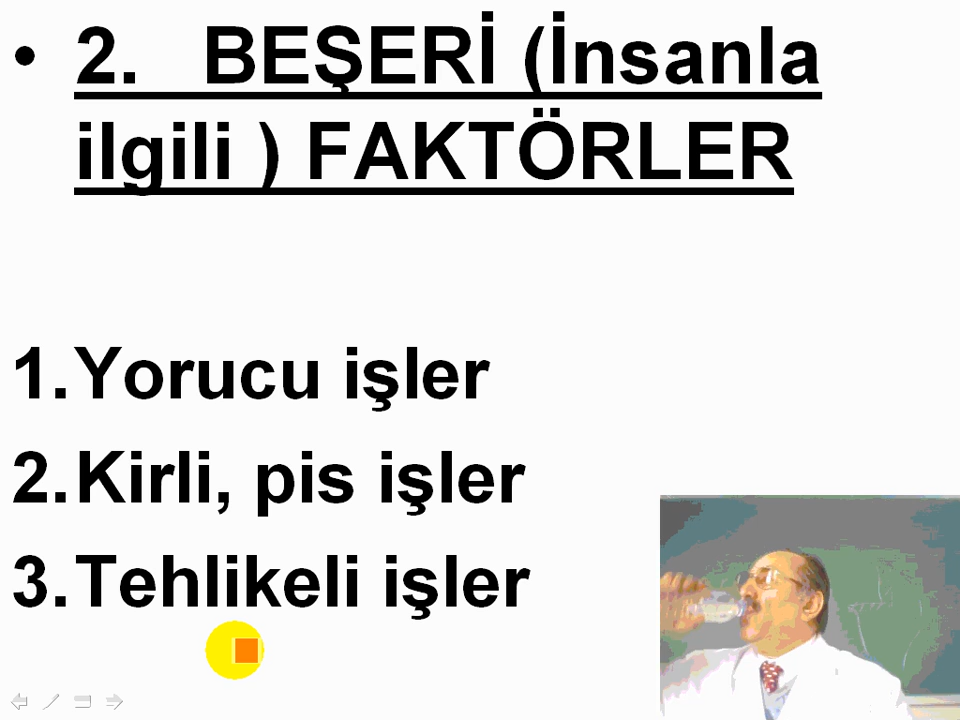 • 2. BEŞERİ (İnsanla
ilgili ) FAKTÖRLER
1. Yorucu işler
2. Kirli, pis işler
3. Tehlikeli işler